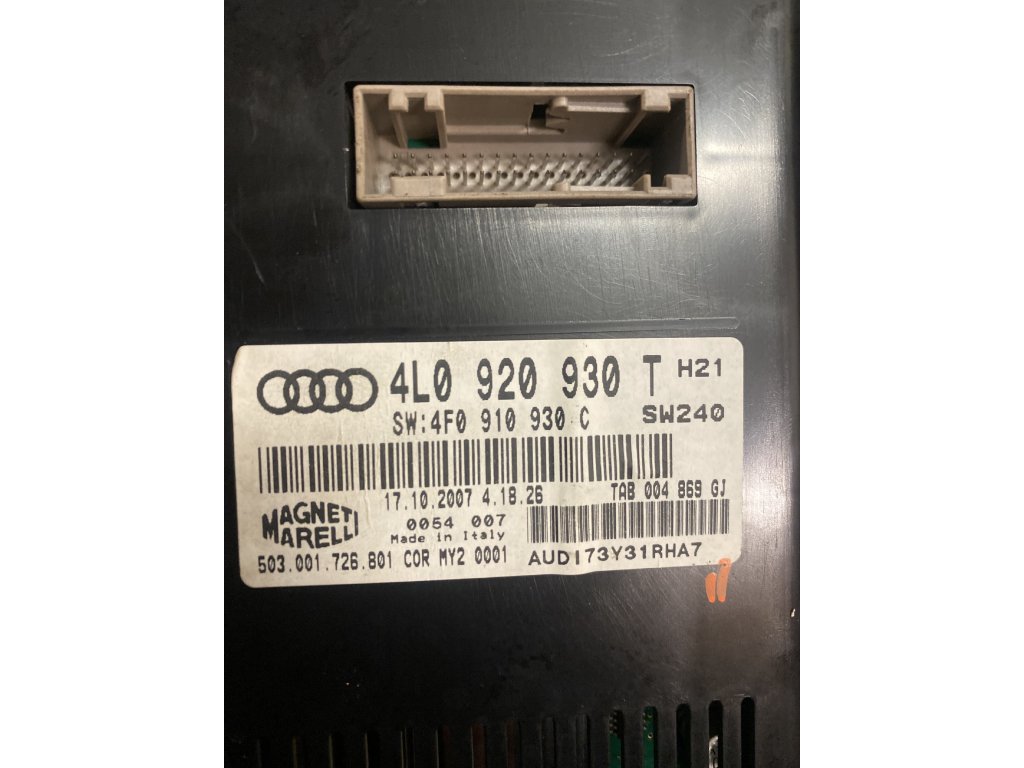 4L0 920 930 T H21
SW:4F0 910 930 C SW240
17.10.2007 4.18.26 TAB 004 869 GJ
MAGNETI MARELLI
0054 007
Made in Italy
503.001.726.801 COR MY2 0001 AUDI73Y31RHA7